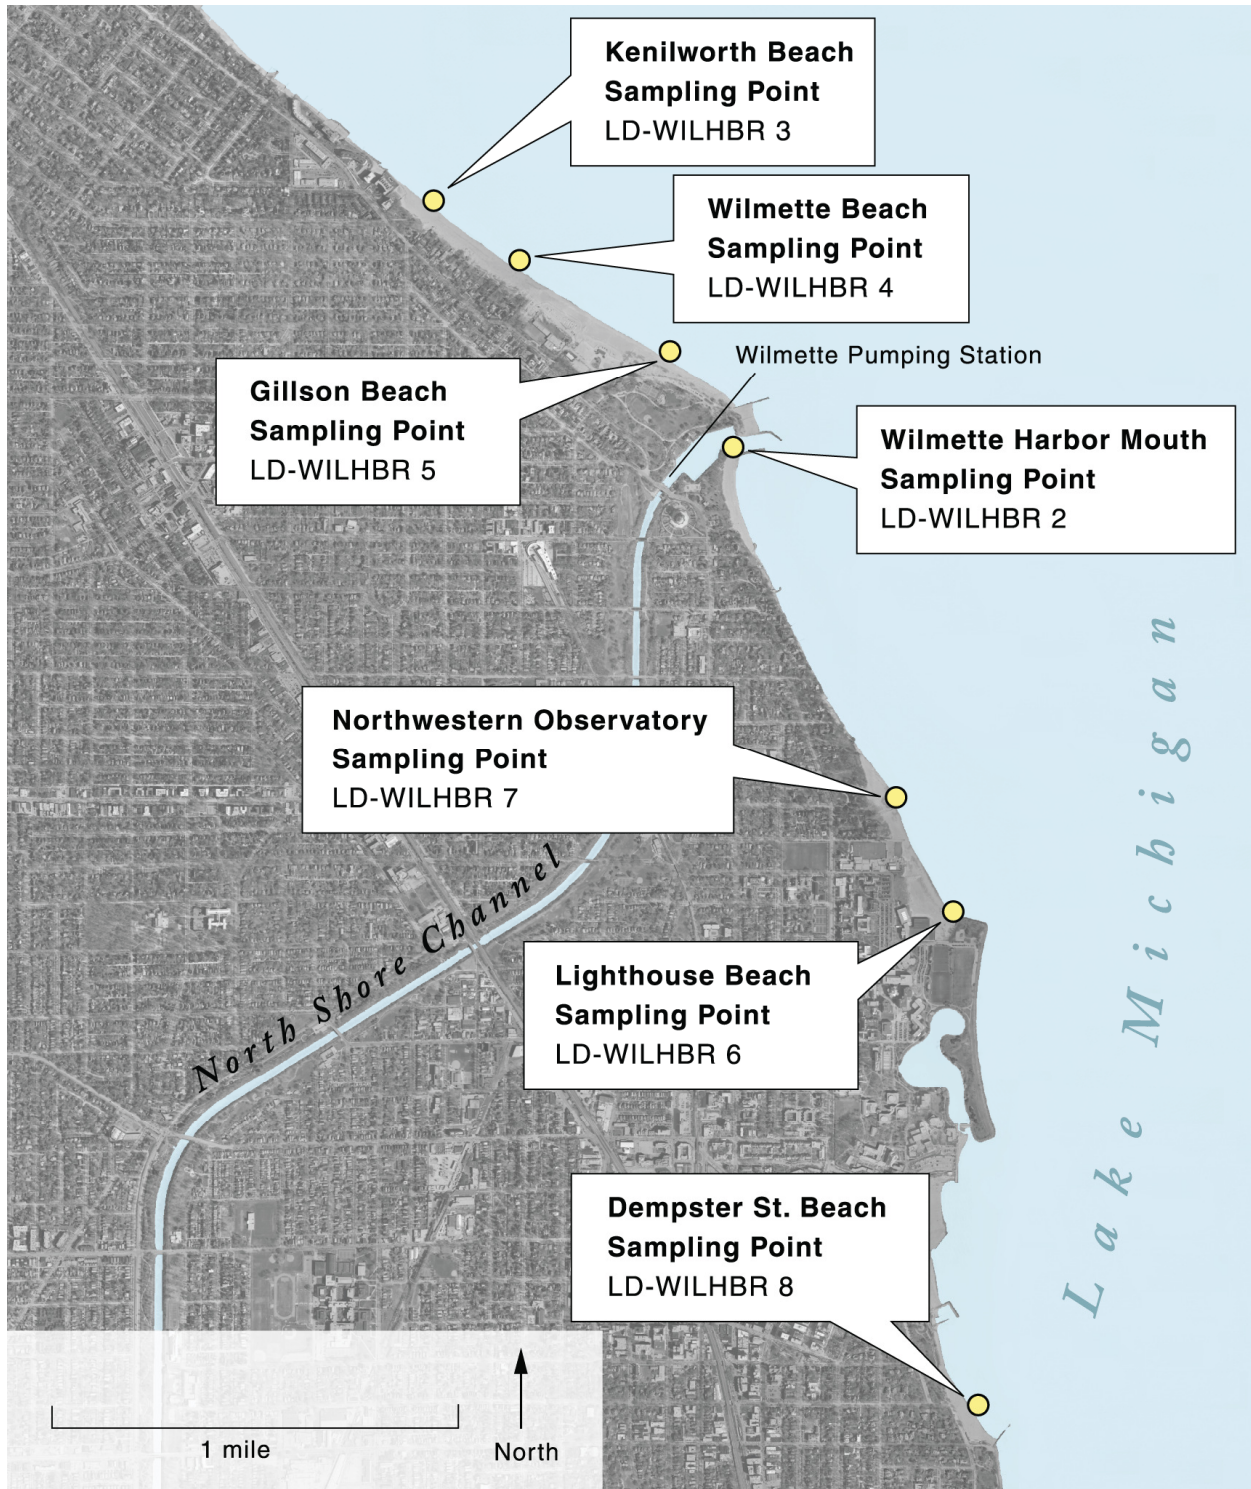 Kenilworth Beach
Sampling Point
LD-WILHBR 3
Wilmette Beach
Sampling Point
LD-WILHBR 4
Wilmette Pumping Station
Gillson Beach
Sampling Point
LD-WILHBR 5
Wilmette Harbor Mouth
Sampling Point
LD-WILHBR 2
Northwestern Observatory
Sampling Point
LD-WILHBR 7
North Shore Channel
Lighthouse Beach
Sampling Point
LD-WILHBR 6
Lake Michigan
Dempster St. Beach
Sampling Point
LD-WILHBR 8
1 mile
North